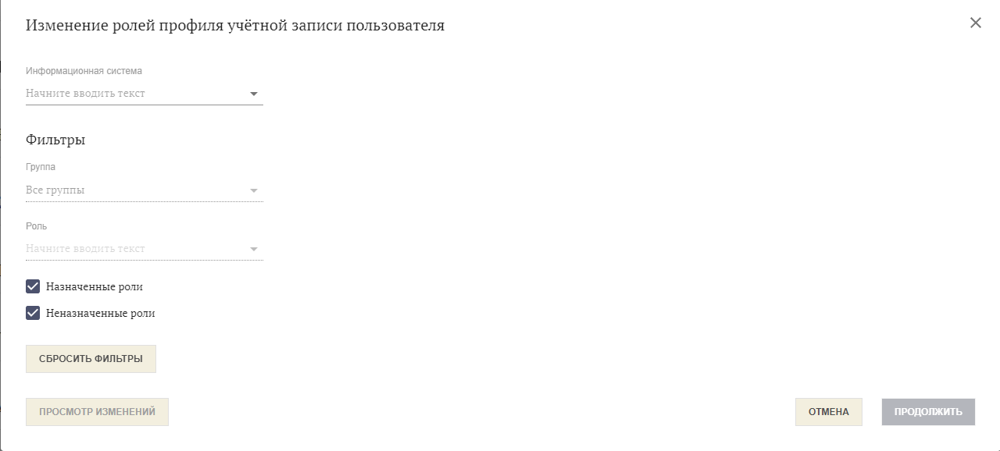 Изменение ролей профиля учётной записи пользователя
Информационная система
Начните вводить текст
Фильтры
Группа
Все группы
Роль
Начните вводить текст
Назначенные роли
Неназначенные роли
СБРОСИТЬ ФИЛЬТРЫ
ПРОСМОТР ИЗМЕНЕНИЙ
ОТМЕНА
ПРОДОЛЖИТЬ